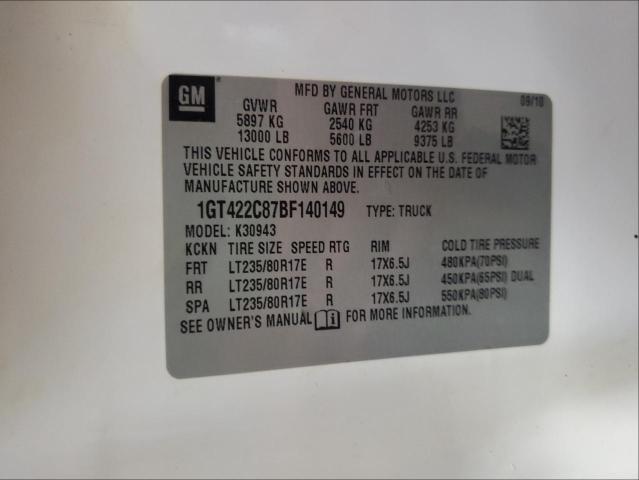 GM
MFD BY GENERAL MOTORS LLC 09/10
GVWR GAWR FRT GAWR RR
5897 KG 2540 KG 4253 KG
13000 LB 5600 LB 9375 LB
THIS VEHICLE CONFORMS TO ALL APPLICABLE U.S. FEDERAL MOTOR
VEHICLE SAFETY STANDARDS IN EFFECT ON THE DATE OF
MANUFACTURE SHOWN ABOVE.
1GT422C87BF140149 TYPE: TRUCK
MODEL: K30943
KCKN TIRE SIZE SPEED RTG RIM COLD TIRE PRESSURE
FRT LT235/80R17E R 17X6.5J 480KPA(70PSI)
RR LT235/80R17E R 17X6.5J 450KPA(65PSI) DUAL
SPA LT235/80R17E R 17X6.5J 550KPA(80PSI)
SEE OWNER'S MANUAL i FOR MORE INFORMATION.